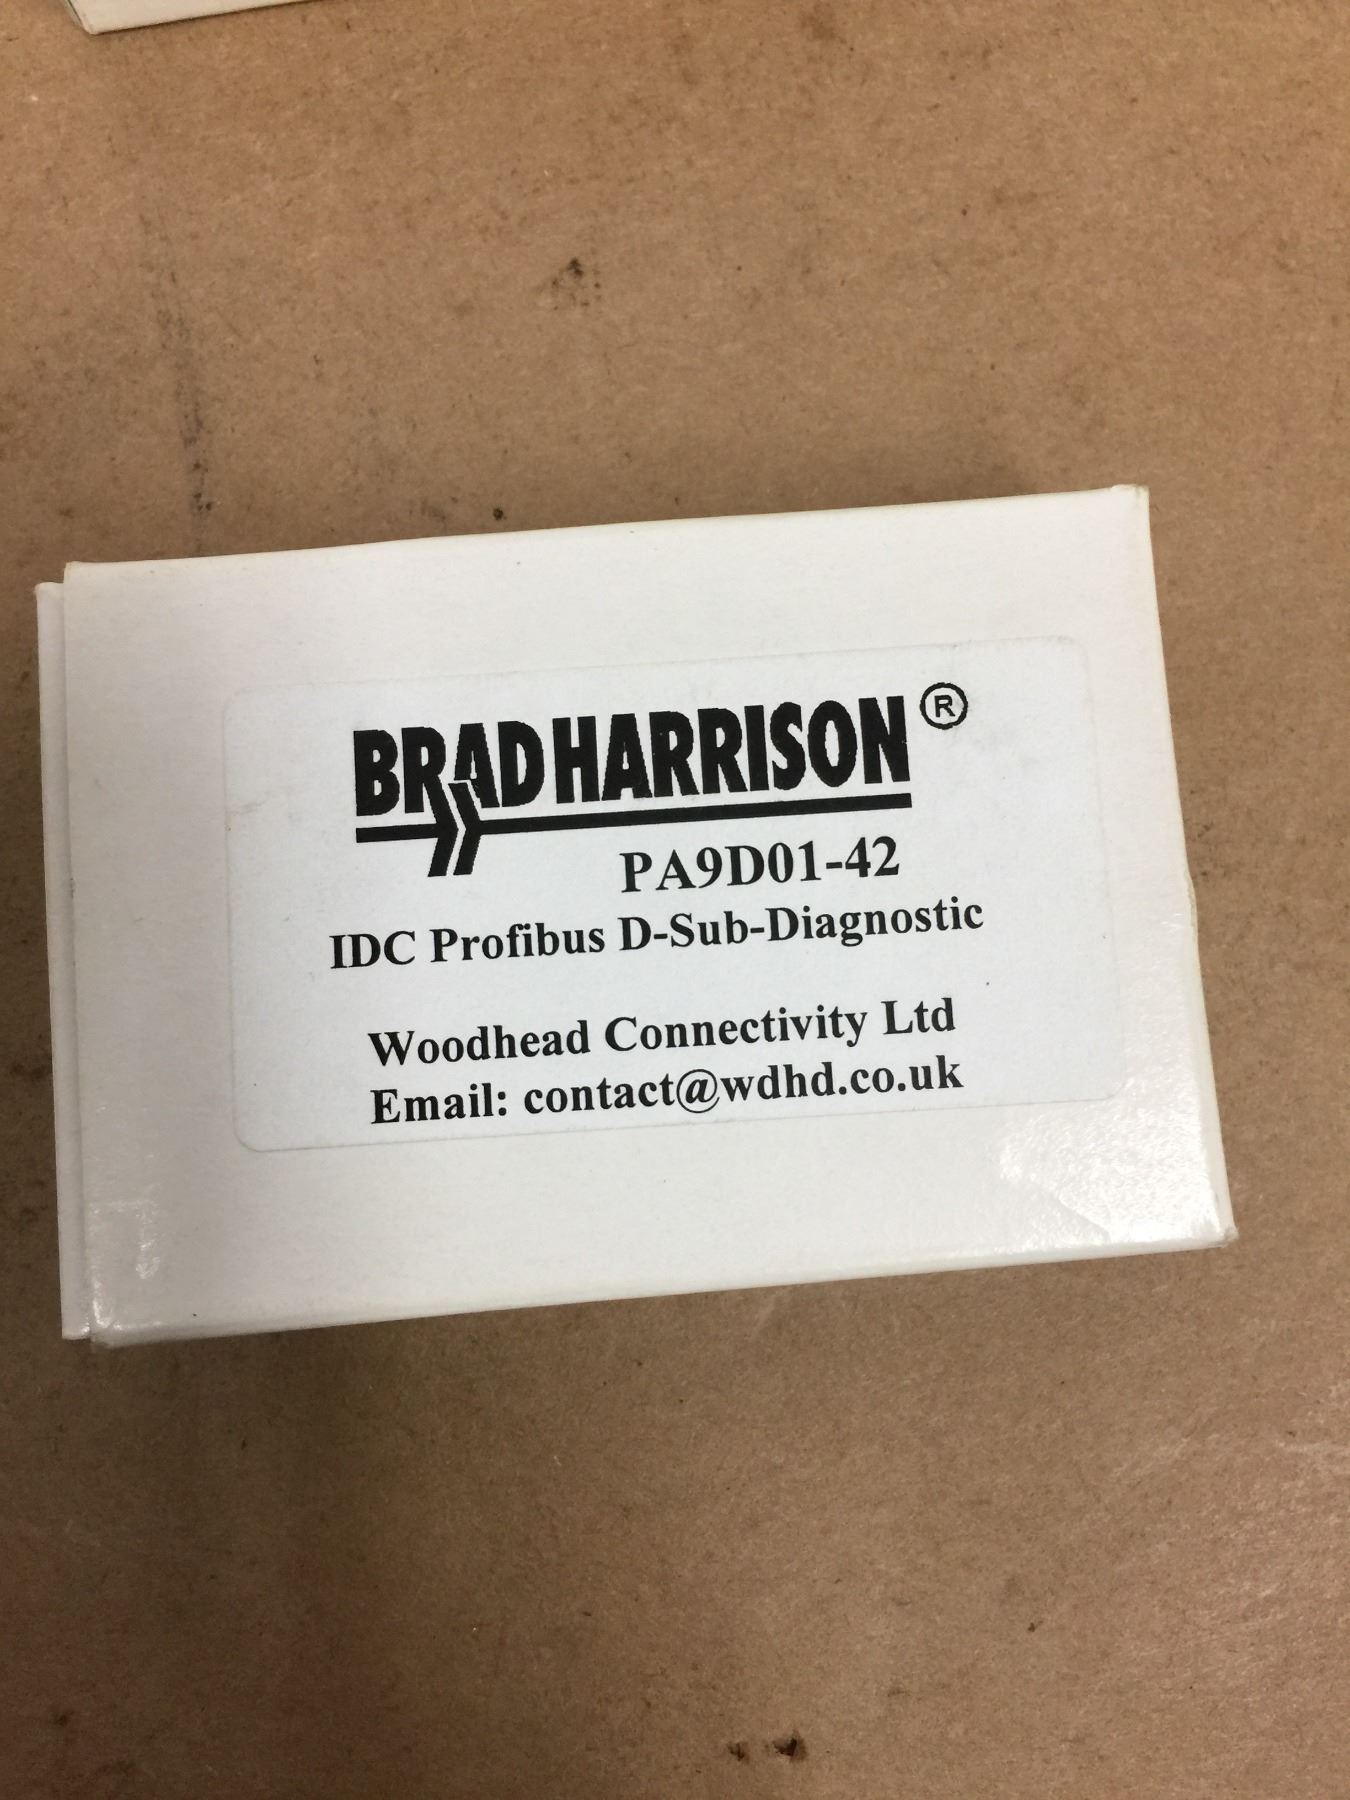 BRAD HARRISON ®
PA9D01-42
IDC Profibus D-Sub-Diagnostic
Woodhead Connectivity Ltd
Email: contact@wdhd.co.uk